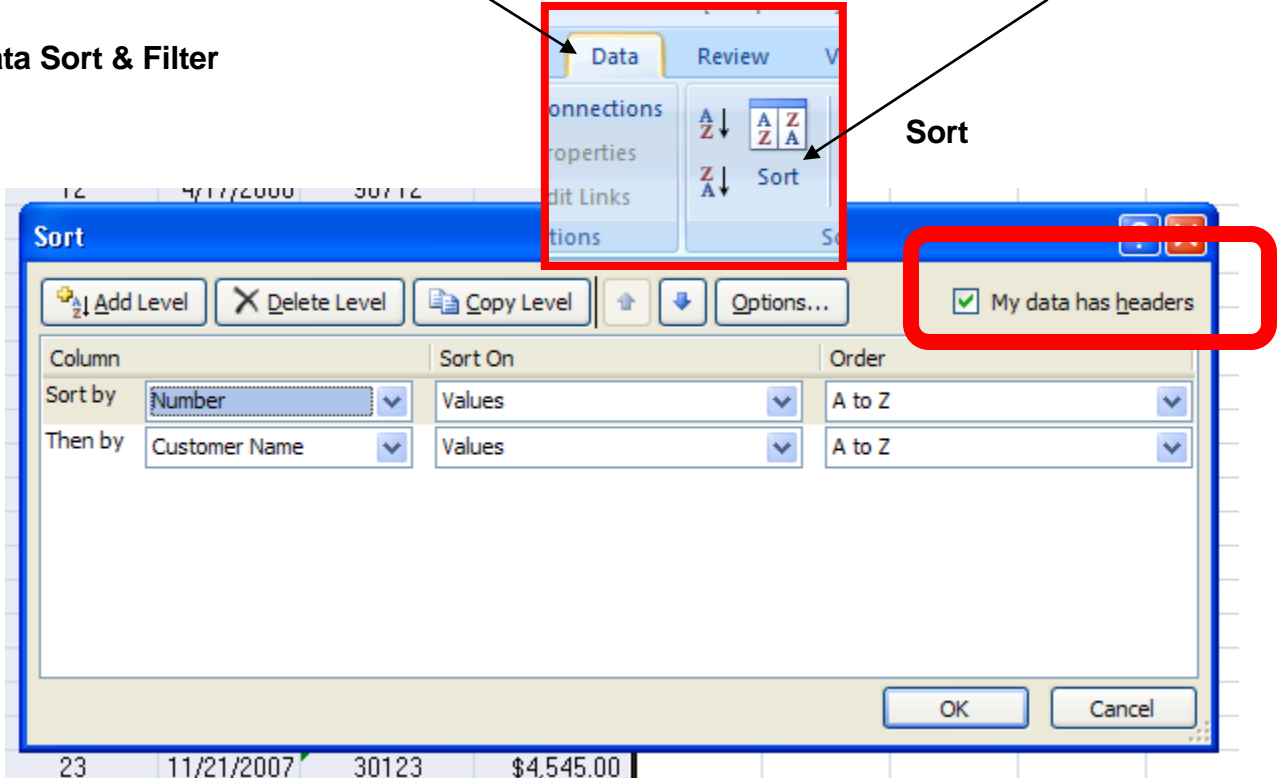 Data Review
ata Sort & Filter
onnections
Sort
roperties
Sort
dit Links
tions
Sort
Add Level Delete Level Copy Level Options... My data has headers
Column Sort On Order
Sort by Number Values A to Z
Then by Customer Name Values A to Z
OK Cancel
23 11/21/2007 30123 $4,545.00